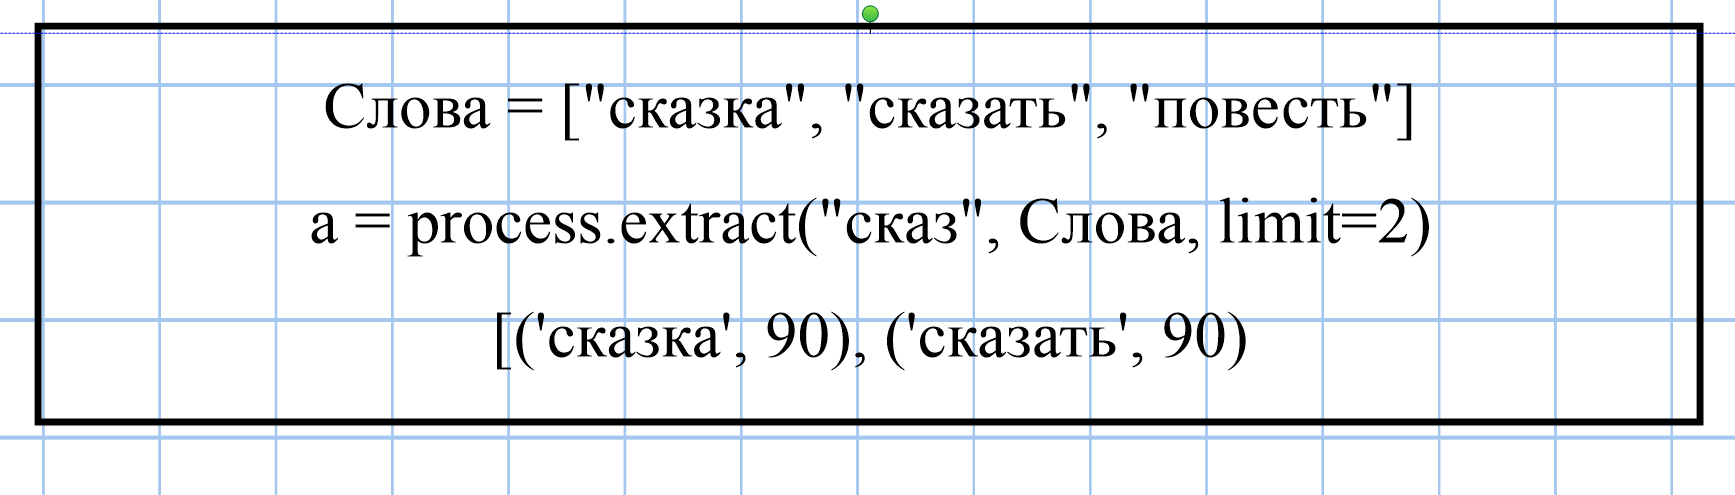 Слова = ["сказка", "сказать", "повесть"]
a = process.extract("сказ", Слова, limit=2)
[('сказка', 90), ('сказать', 90)